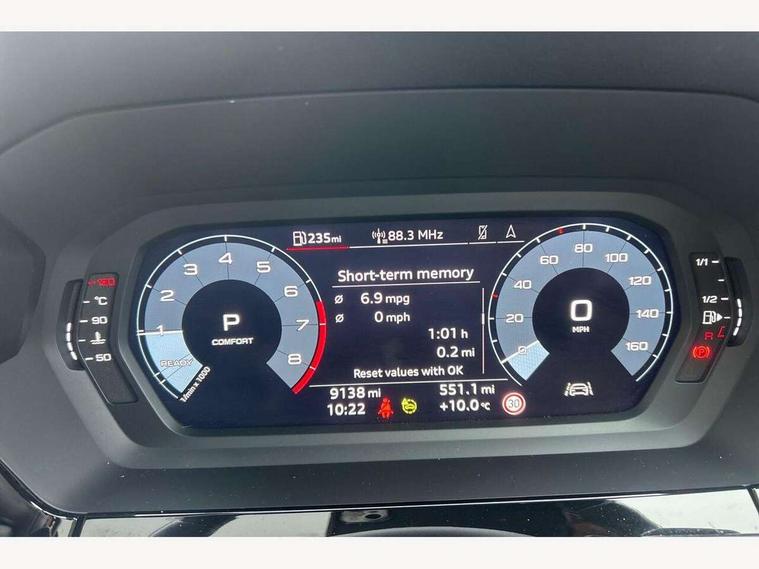 235mi 88.3 MHz
Short-term memory
ø 6.9 mpg
ø 0 mph
1:01 h
0.2 mi
Reset values with OK
9138 mi 551.1 mi
10:22 +10.0 °C 30
1 2 3 4 5 6 7 8
P
COMFORT
READY
1/min x 1000
0 20 40 60 80 100 120 140 160
0
MPH
°C
90
50
1/1
1/2
R
(P)